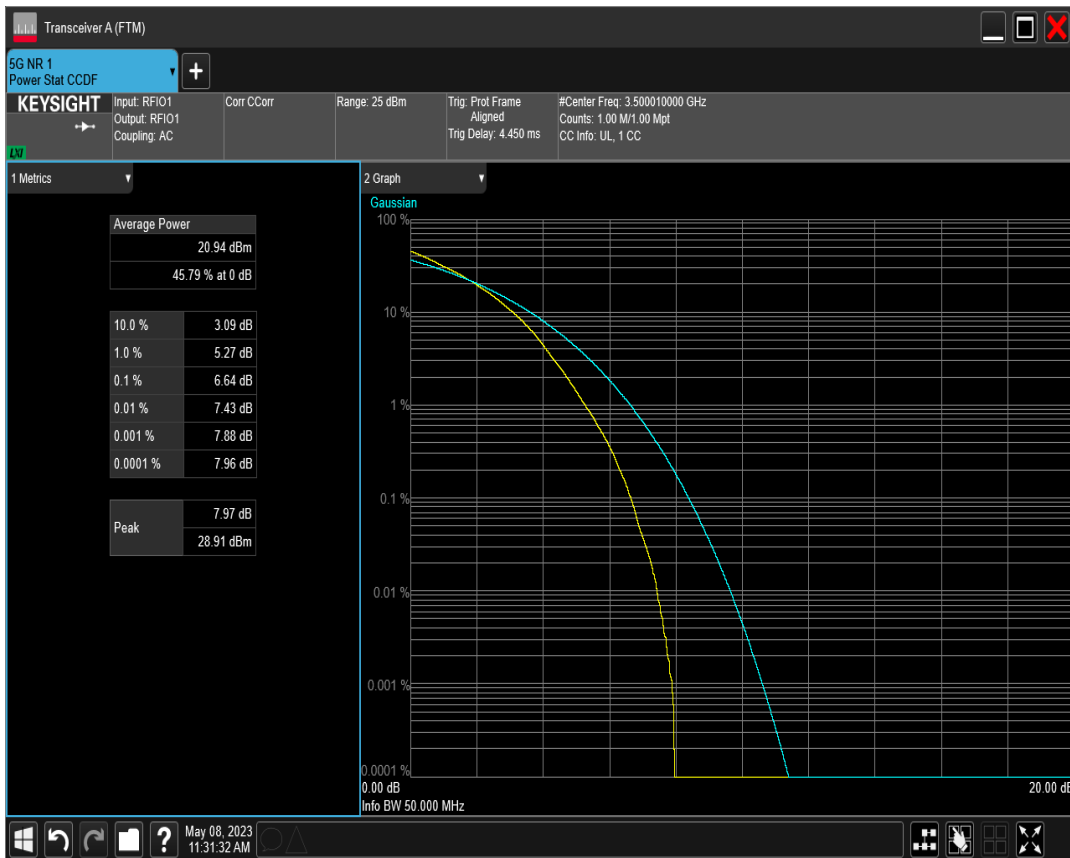 Transceiver A (FTM)
5G NR 1
Power Stat CCDF
+
KEYSIGHT
LXI
Input: RFIO1
Output: RFIO1
Coupling: AC
Corr CCorr
Range: 25 dBm
Trig: Prot Frame
Aligned
Trig Delay: 4.450 ms
#Center Freq: 3.500010000 GHz
Counts: 1.00 M/1.00 Mpt
CC Info: UL, 1 CC
1 Metrics
Average Power
20.94 dBm
45.79 % at 0 dB
10.0 % 3.09 dB
1.0 % 5.27 dB
0.1 % 6.64 dB
0.01 % 7.43 dB
0.001 % 7.88 dB
0.0001 % 7.96 dB
Peak
7.97 dB
28.91 dBm
2 Graph
Gaussian
100 %
10 %
1 %
0.1 %
0.01 %
0.001 %
0.0001 %
0.00 dB
20.00 dB
Info BW 50.000 MHz
?
May 08, 2023
11:31:32 AM